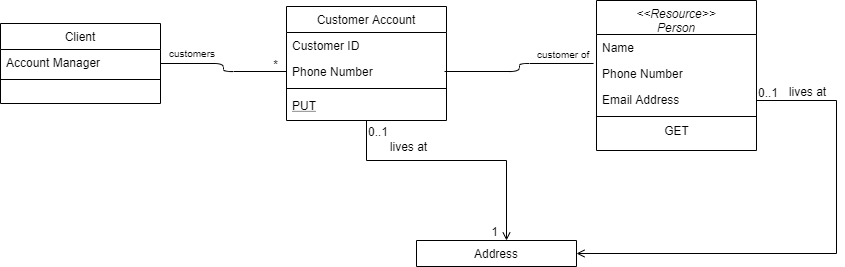 Client
Account Manager
customers
*
Customer Account
Customer ID
Phone Number
PUT
customer of
<<Resource>>
Person
Name
Phone Number
Email Address
GET
0..1 lives at
0..1
lives at
1
Address